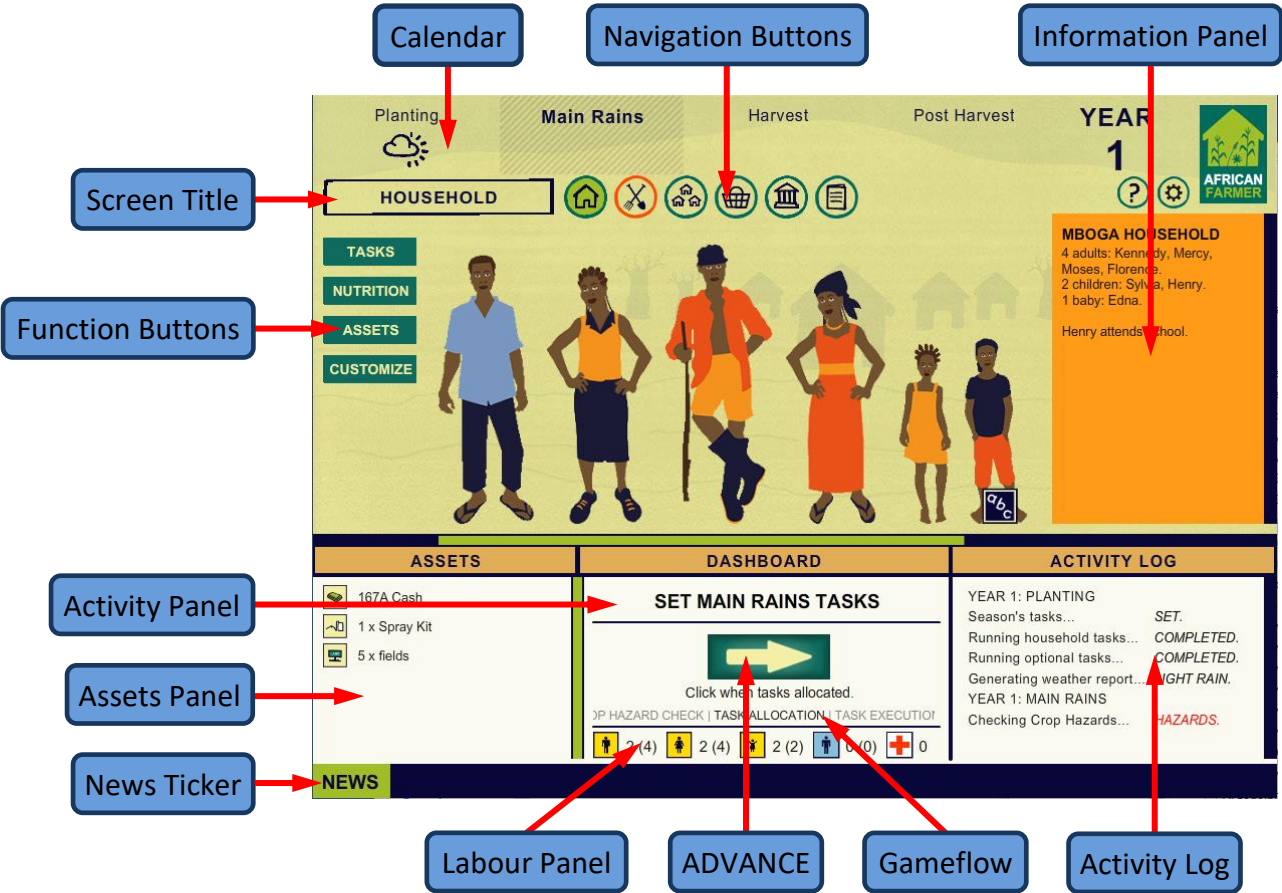 Calendar
Navigation Buttons
Information Panel
Planting
Main Rains
Harvest
Post Harvest
YEAR
1
AFRICAN
FARMER
?
Screen Title
HOUSEHOLD
TASKS
NUTRITION
ASSETS
CUSTOMIZE
Function Buttons
MBOGA HOUSEHOLD
4 adults: Kennedy, Mercy,
Moses, Florence.
2 children: Sylvia, Henry.
1 baby: Edna.
Henry attends school.
abc
ASSETS
DASHBOARD
ACTIVITY LOG
Activity Panel
Assets Panel
167A Cash
1 x Spray Kit
5 x fields
SET MAIN RAINS TASKS
Click when tasks allocated.
OP HAZARD CHECK | TASK ALLOCATION | TASK EXECUTION
2 (4) 2 (4) 2 (2) 0 (0) 0
YEAR 1: PLANTING
Season's tasks... SET.
Running household tasks... COMPLETED.
Running optional tasks... COMPLETED.
Generating weather report... LIGHT RAIN.
YEAR 1: MAIN RAINS
Checking Crop Hazards... HAZARDS.
News Ticker
NEWS
Labour Panel
ADVANCE
Gameflow
Activity Log